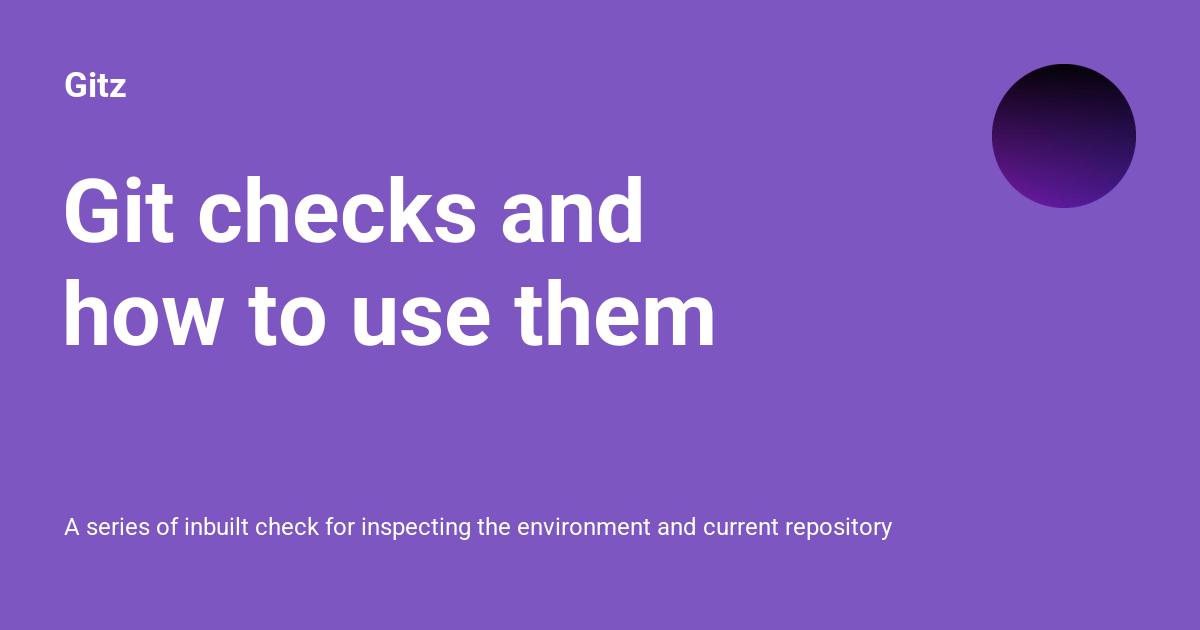 Gitz
Git checks and
how to use them
A series of inbuilt check for inspecting the environment and current repository